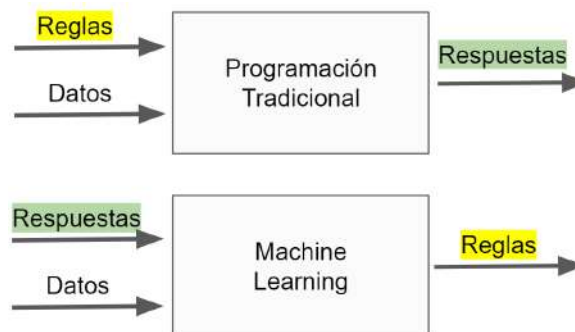 Reglas
Datos
Programación
Tradicional
Respuestas
Respuestas
Datos
Machine
Learning
Reglas